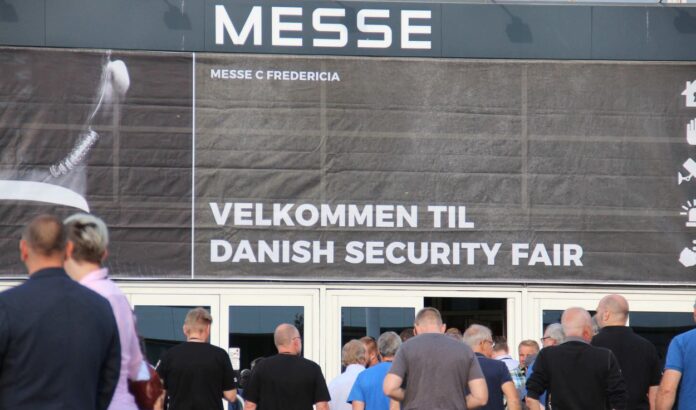 MESSE
MESSE C FREDERICIA
VELKOMMEN TIL
DANISH SECURITY FAIR